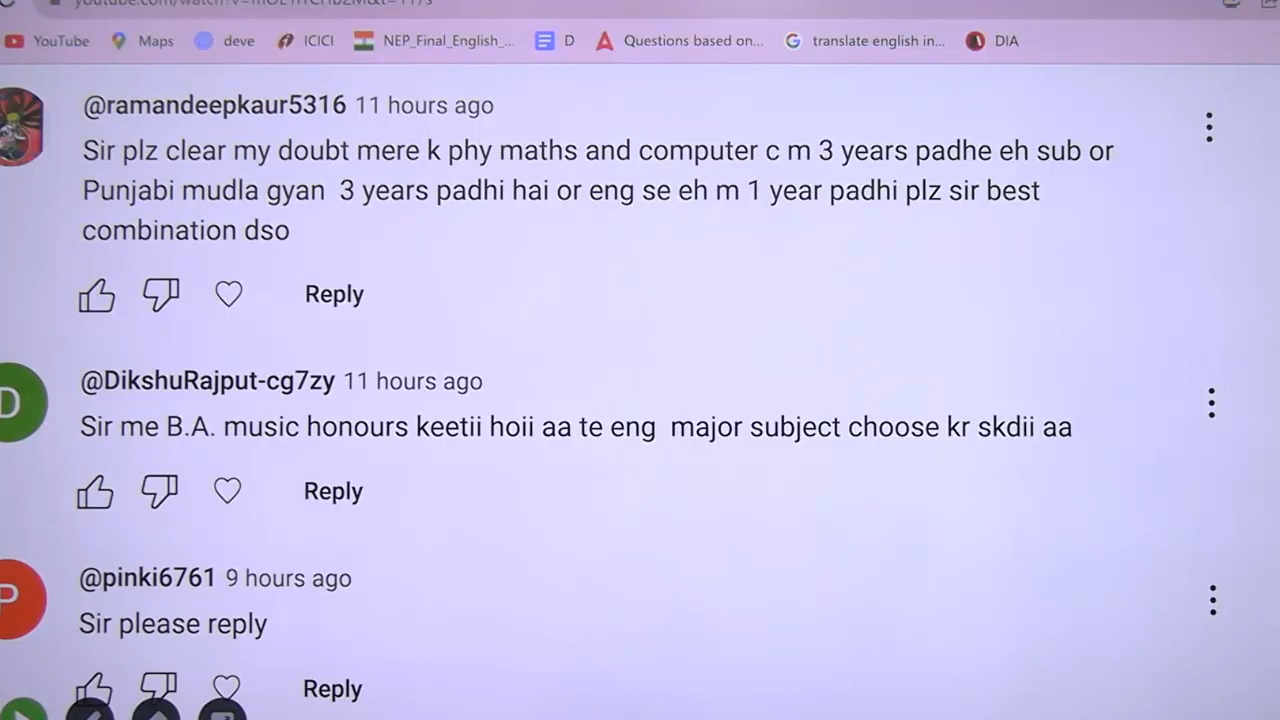 YouTube Maps deve ICICI NEP_Final_English_... D Questions based on... translate english in... DIA
@ramandeepkaur5316 11 hours ago
Sir plz clear my doubt mere k phy maths and computer c m 3 years padhe eh sub or
Punjabi mudla gyan 3 years padhi hai or eng se eh m 1 year padhi plz sir best
combination dso
Reply
D
@DikshuRajput-cg7zy 11 hours ago
Sir me B.A. music honours keetii hoii aa te eng major subject choose kr skdii aa
Reply
P
@pinki6761 9 hours ago
Sir please reply
Reply